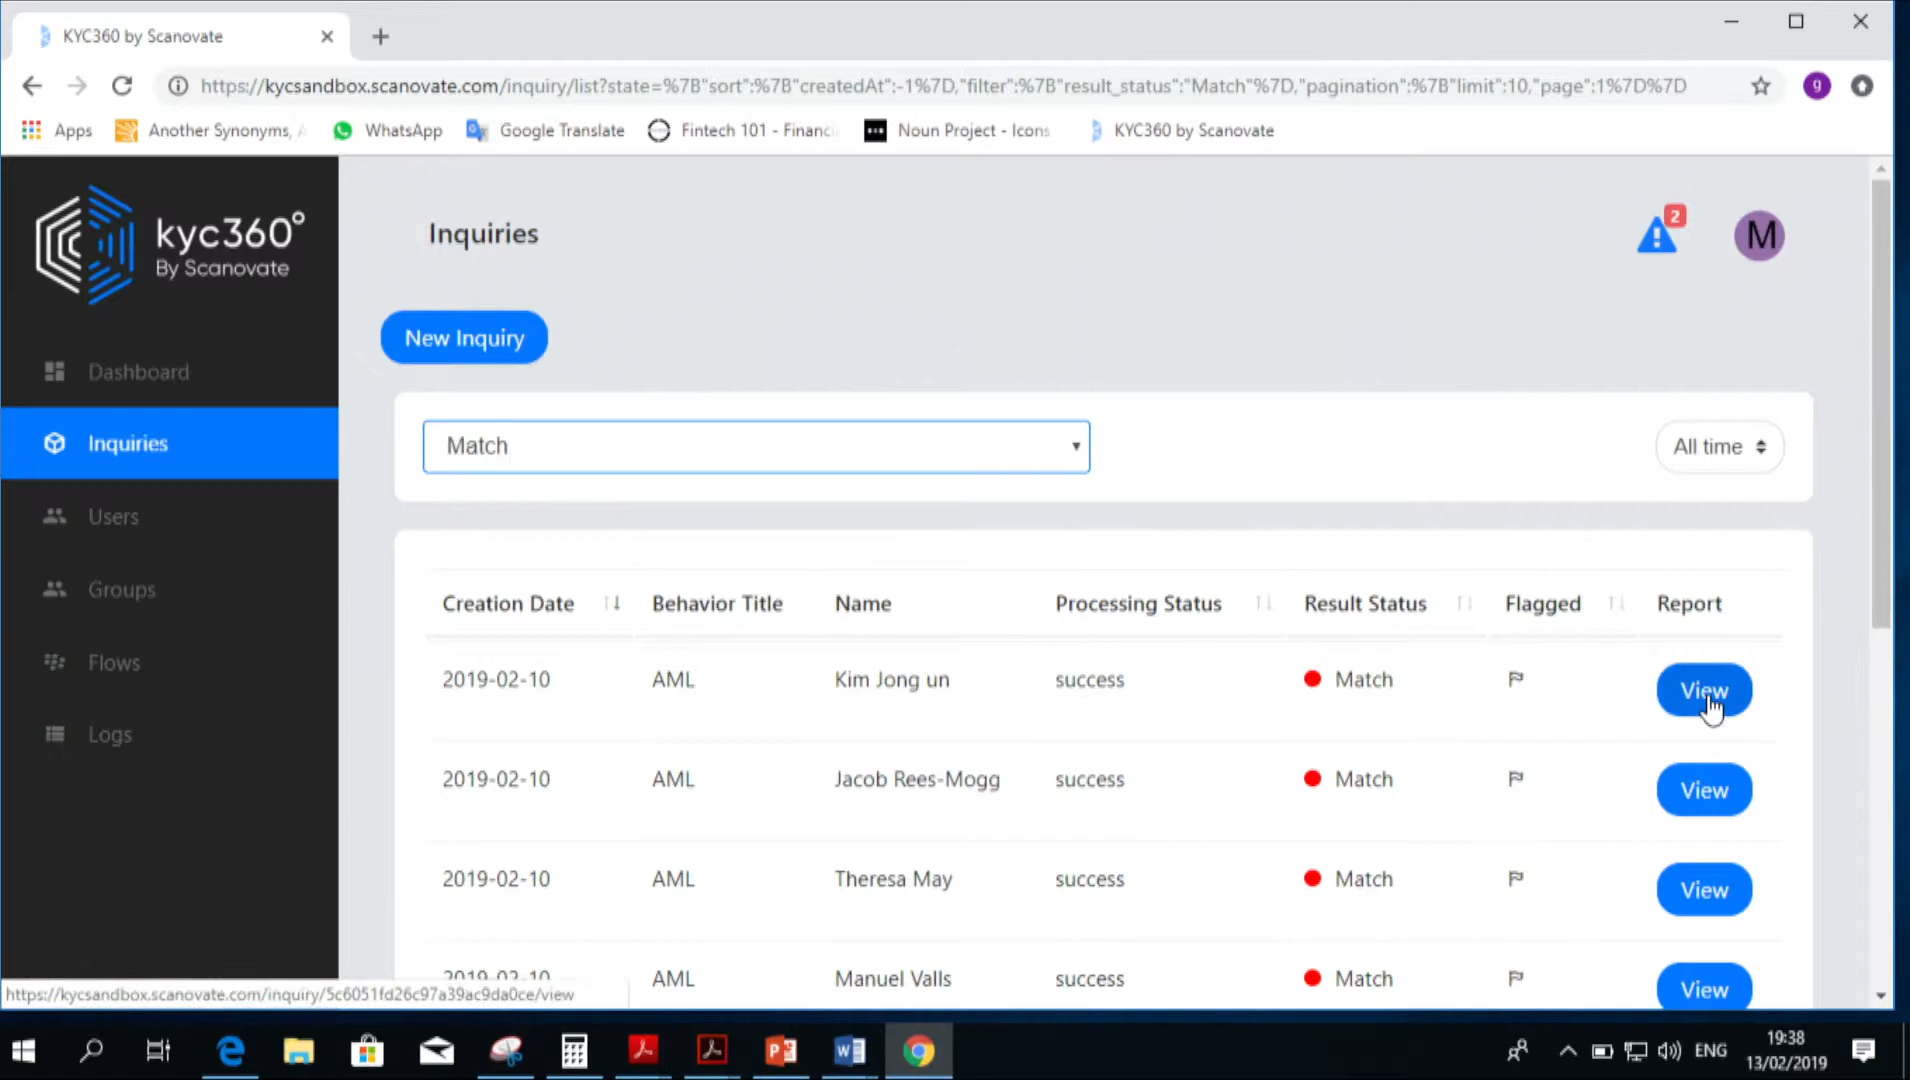 KYC360 by Scanovate
https://kycsandbox.scanovate.com/inquiry/list?state=%7B"sort":%7B"createdAt":-1%7D,"filter":%7B"result_status":"Match"%7D,"pagination":%7B"limit":10,"page":1%7D%7D
g
Apps
Another Synonyms,
WhatsApp
Google Translate
Fintech 101 - Financi
Noun Project - Icons
KYC360 by Scanovate
kyc360°
By Scanovate
Inquiries
2
M
New Inquiry
Dashboard
Inquiries
Users
Groups
Flows
Logs
Match
All time
Creation Date Behavior Title Name Processing Status Result Status Flagged Report
2019-02-10 AML Kim Jong un success Match View
2019-02-10 AML Jacob Rees-Mogg success Match View
2019-02-10 AML Theresa May success Match View
2019-02-10 AML Manuel Valls success Match View
https://kycsandbox.scanovate.com/inquiry/5c6051fd26c97a39ac9da0ce/view
ENG
19:38
13/02/2019